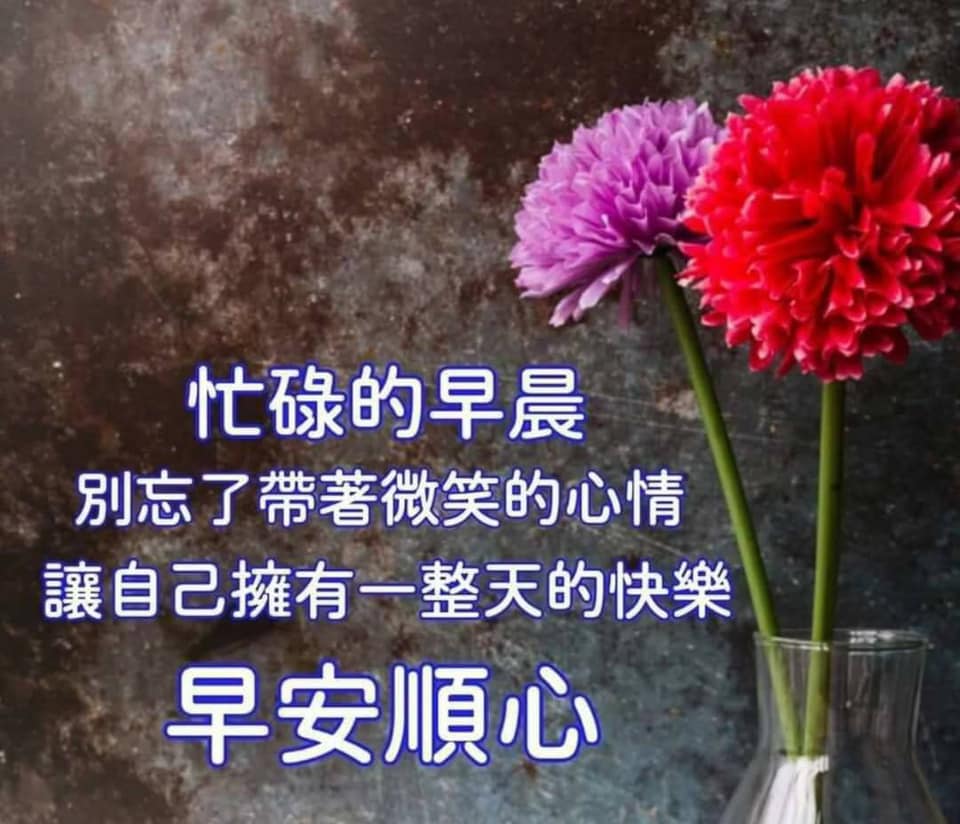 忙碌的早晨
別忘了帶著微笑的心情
讓自己擁有一整天的快樂
早安順心